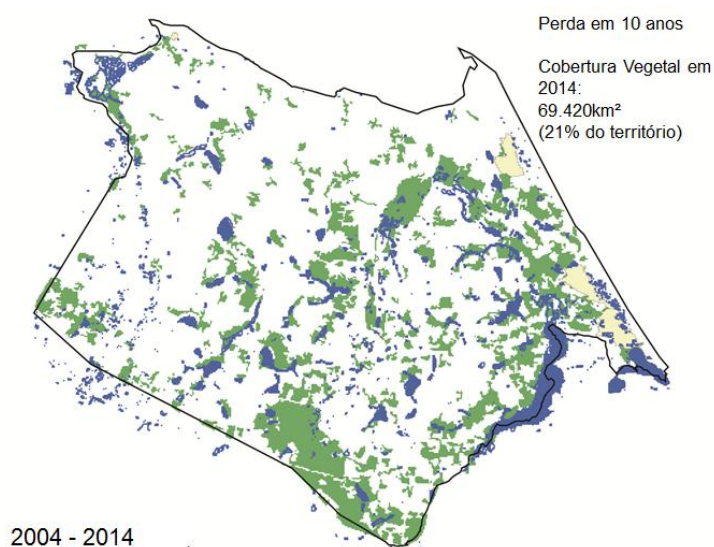 Perda em 10 anos
Cobertura Vegetal em
2014:
69.420km²
(21% do território)
2004 - 2014